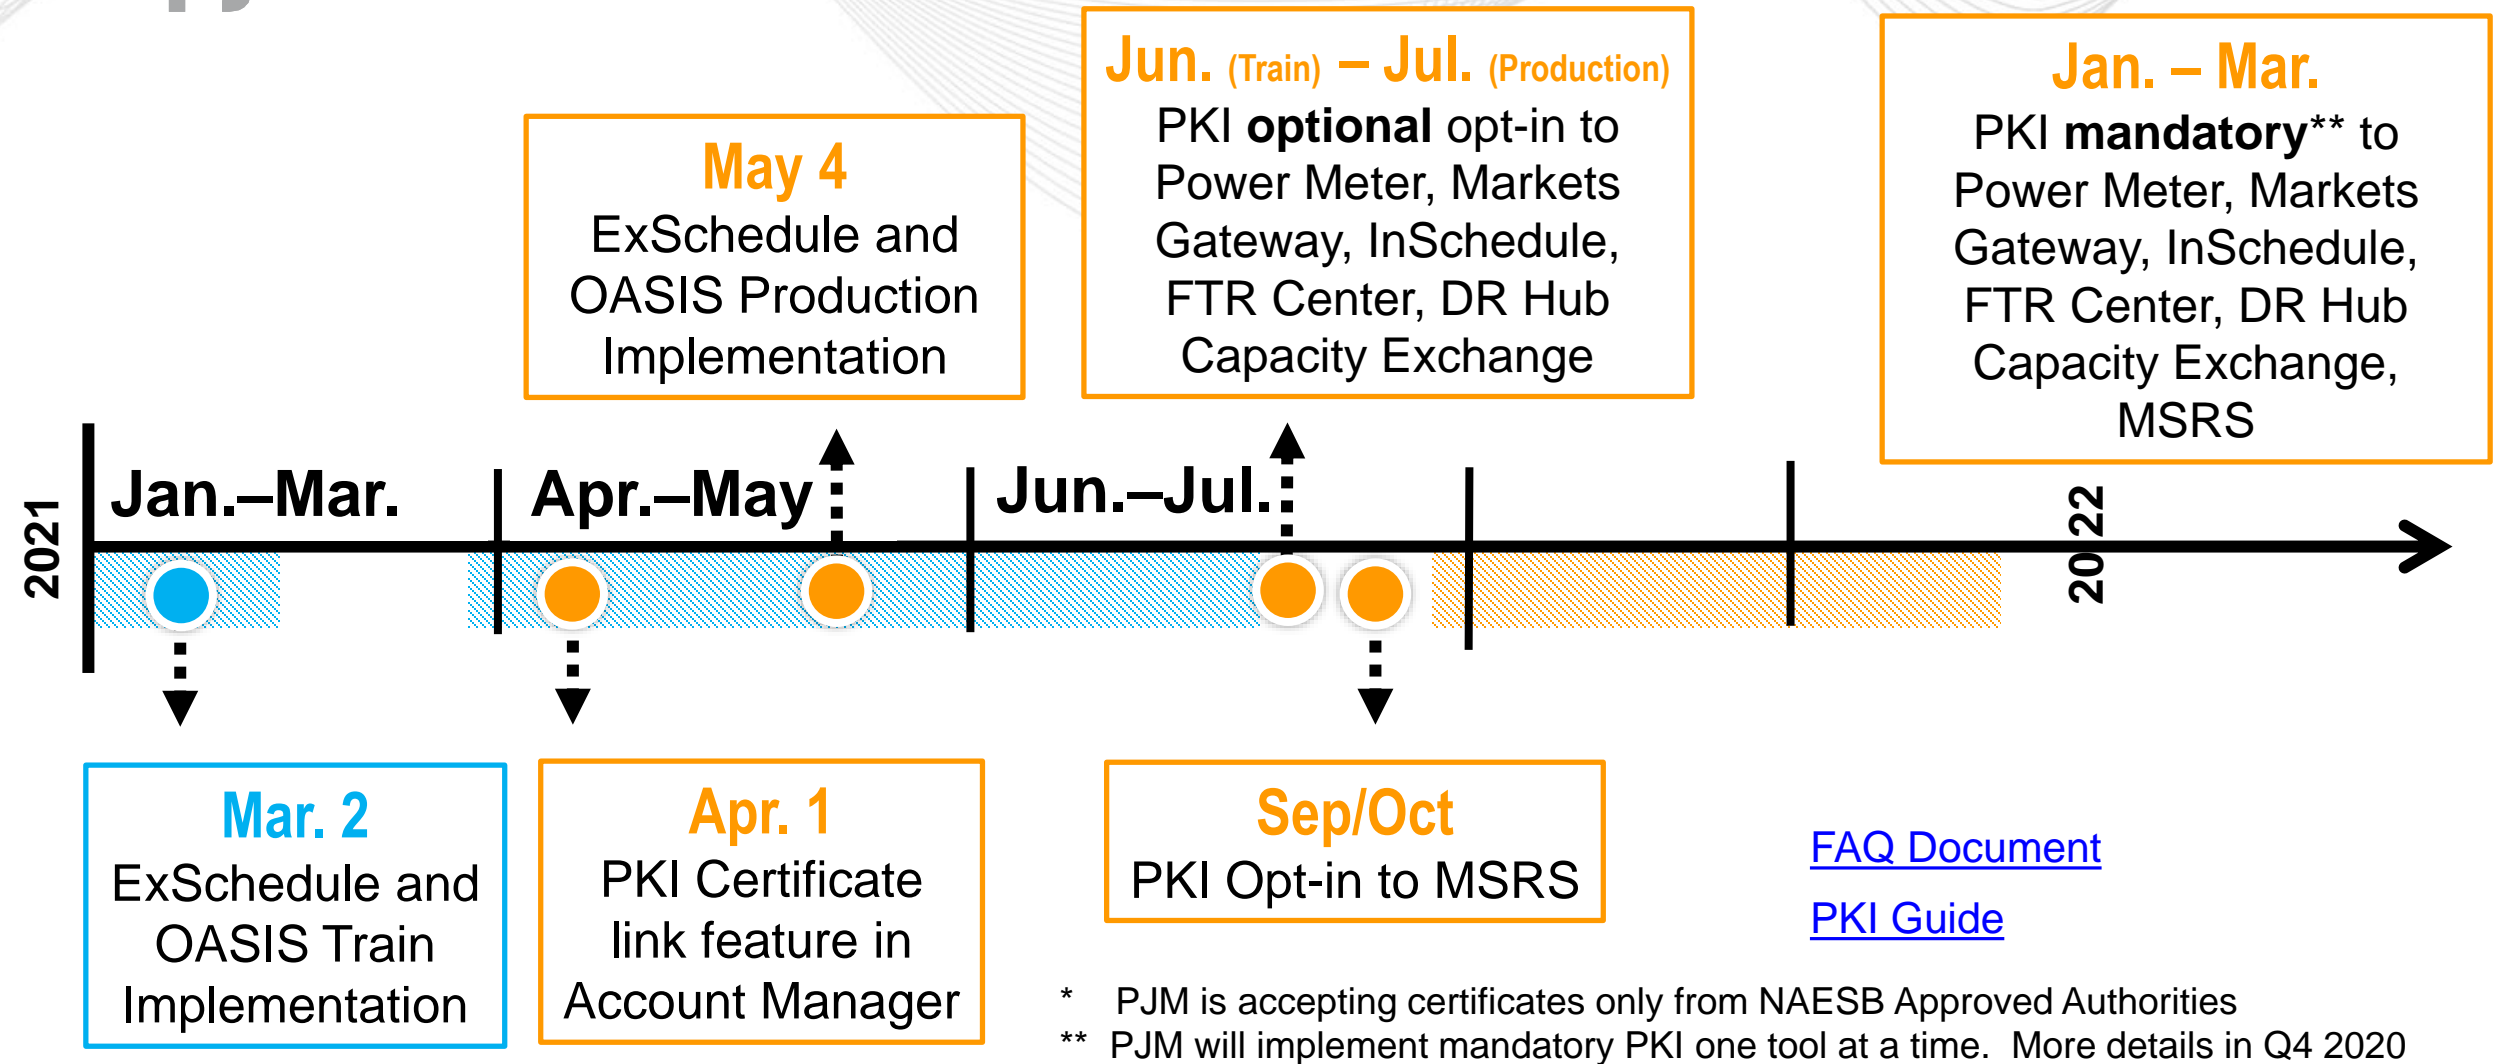 Jun. (Train) – Jul. (Production)
PKI optional opt-in to
Power Meter, Markets
Gateway, InSchedule,
FTR Center, DR Hub
Capacity Exchange
Jan. – Mar.
PKI mandatory** to
Power Meter, Markets
Gateway, InSchedule,
FTR Center, DR Hub
Capacity Exchange,
MSRS
May 4
ExSchedule and
OASIS Production
Implementation
2021
Jan.–Mar.
Apr.–May
Jun.–Jul.
2022
Mar. 2
ExSchedule and
OASIS Train
Implementation
Apr. 1
PKI Certificate
link feature in
Account Manager
Sep/Oct
PKI Opt-in to MSRS
FAQ Document
PKI Guide
* PJM is accepting certificates only from NAESB Approved Authorities
** PJM will implement mandatory PKI one tool at a time. More details in Q4 2020